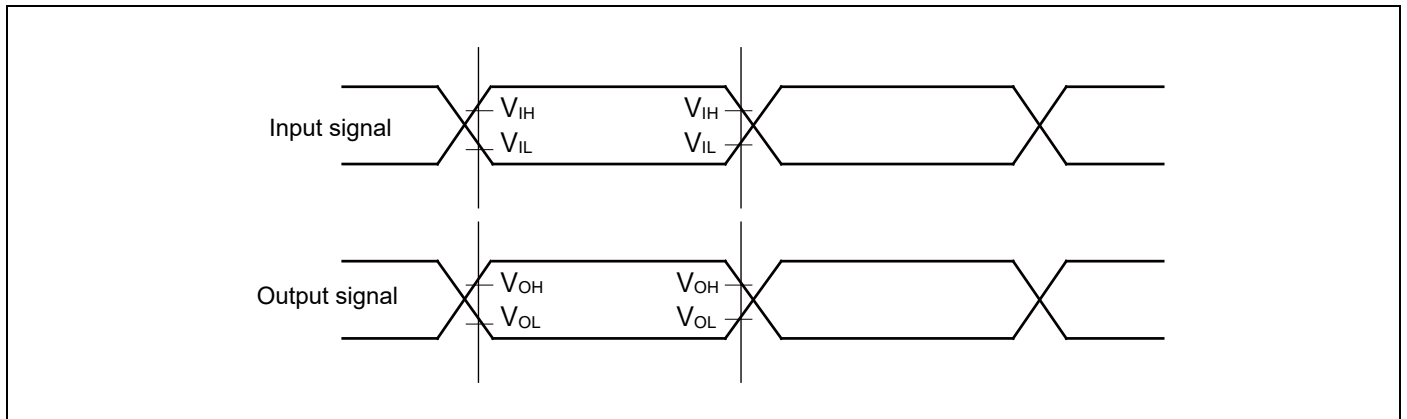 VIH VIH
Input signal
VIL VIL
VOH VOH
Output signal
VOL VOL